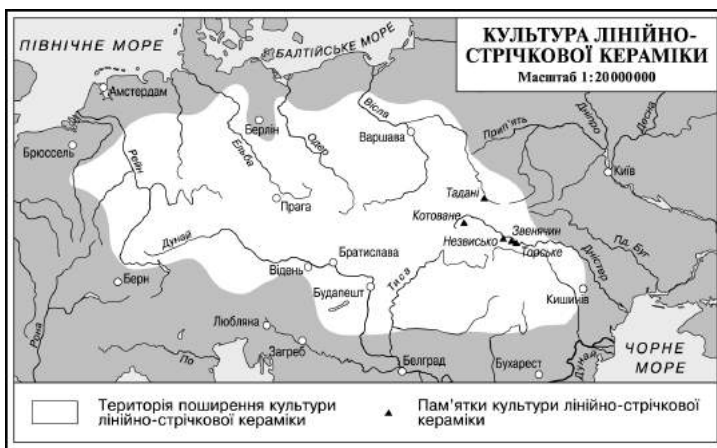 КУЛЬТУРА ЛІНІЙНО-
СТРІЧКОВОЇ КЕРАМІКИ
Масштаб 1:20000000
ПІВНІЧНЕ МОРЕ
БАЛТІЙСЬКЕ МОРЕ
Амстердам
Берлін
Вісла
Варшава
Одер
Ельба
Прип'ять
Дніпро
Десна
Київ
Брюссель
Рейн
Прага
Тадані
Котоване
Звенячин
Незвисько
Торське
Дунай
Братислава
Відень
Будапешт
Тиса
Дністер
Пд. Буг
Берн
Кишинів
Рона
Любляна
Загреб
По
Белград
Бухарест
Дунай
ЧОРНЕ
МОРЕ
Територія поширення культури
лінійно-стрічкової кераміки
Пам'ятки культури лінійно-стрічкової
кераміки